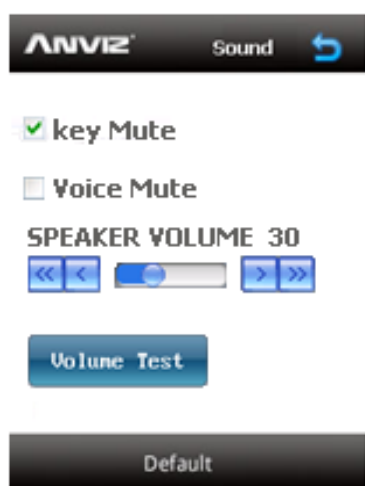 ANVIZ Sound
key Mute
Voice Mute
SPEAKER VOLUME 30
<< < > >>
Volume Test
Default